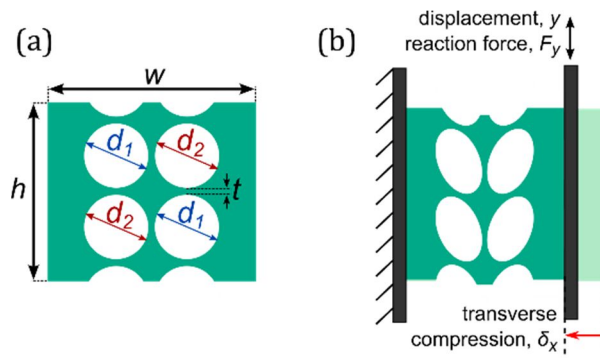 (a)
w
h
d1
d2
t
d2
d1
(b)
displacement, y
reaction force, Fy
transverse
compression, δx